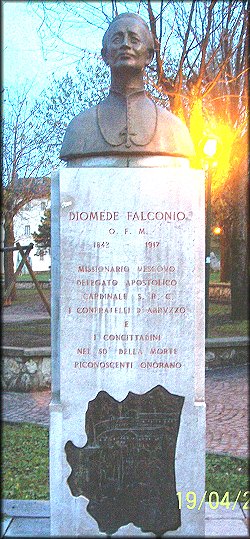 DIOMEDE FALCONIO
O. F. M.
1842 1917
MISSIONARIO VESCOVO
DELEGATO APOSTOLICO
CARDINALE S. R. C.
I CONFRATELLI D'ABRUZZO
E
I CONCITTADINI
NEL 50° DELLA MORTE
RICONOSCENTI ONORANO
19/04/2